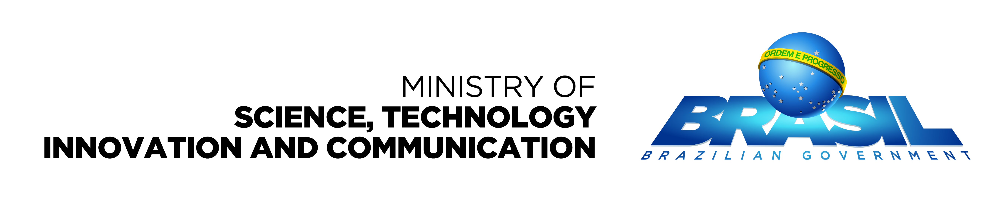 MINISTRY OF
SCIENCE, TECHNOLOGY
INNOVATION AND COMMUNICATION
ORDEM E PROGRESSO
BRASIL
BRAZILIAN GOVERNMENT